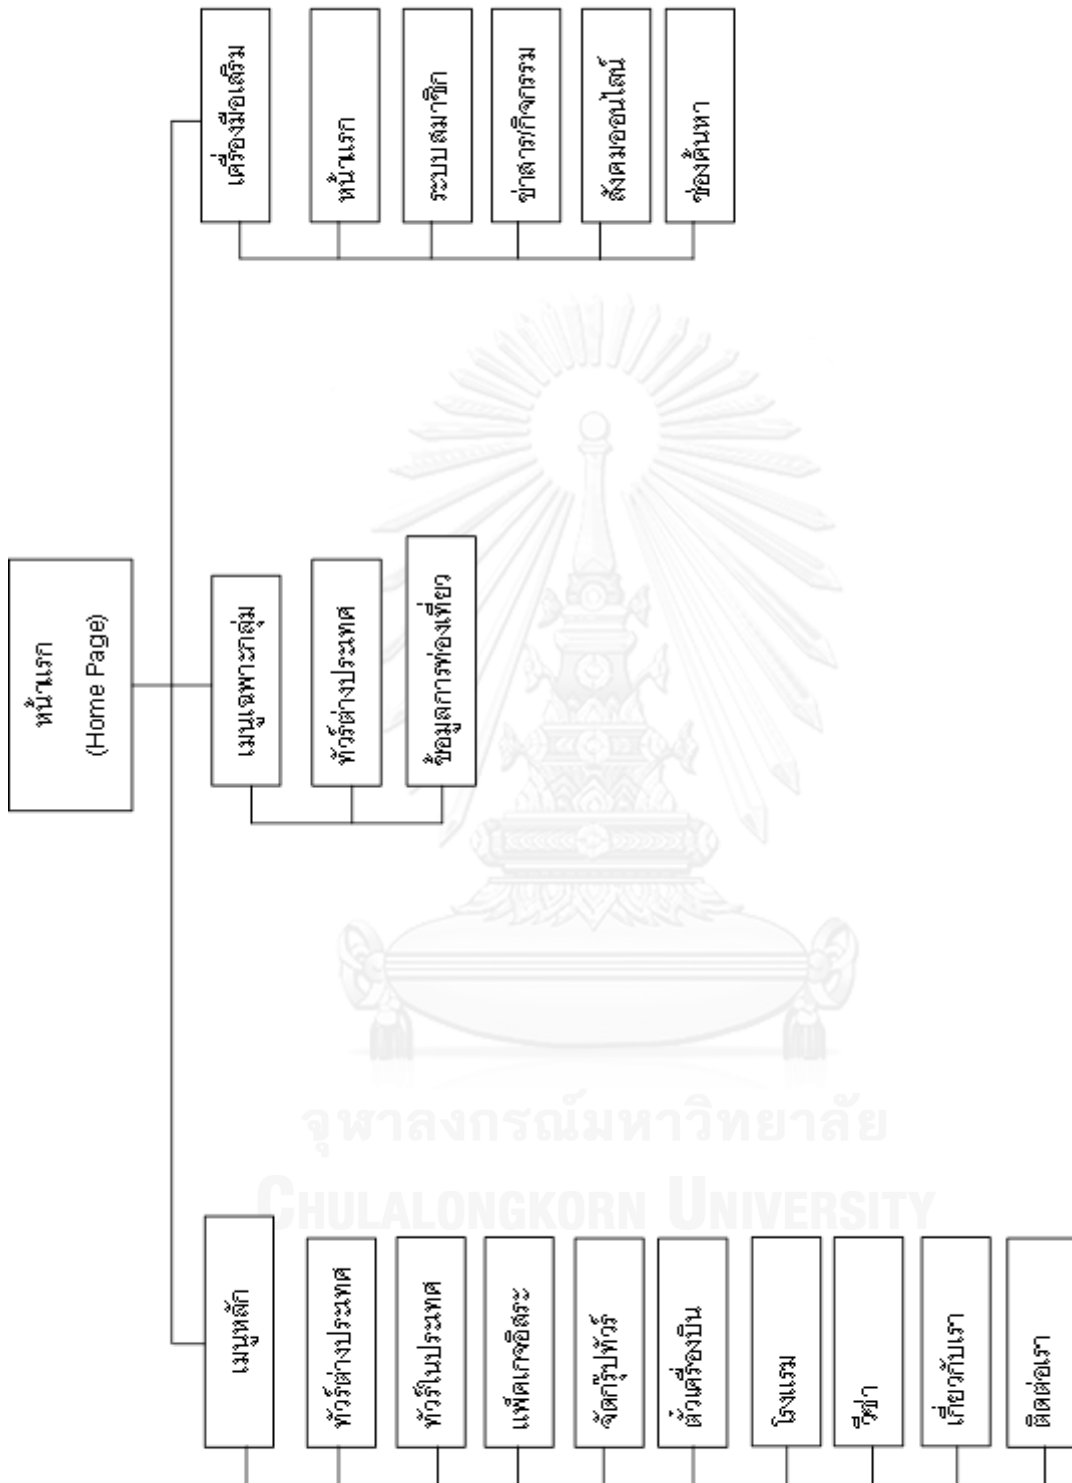 หน้าแรก
(Home Page)
เมนูหลัก
ทัวร์ต่างประเทศ
ทัวร์ในประเทศ
แพ็คเกจอิสระ
จัดกรุ๊ปทัวร์
ตั๋วเครื่องบิน
โรงแรม
วีซ่า
เกี่ยวกับเรา
ติดต่อเรา
เมนูเฉพาะกลุ่ม
ทัวร์ต่างประเทศ
ข้อมูลการท่องเที่ยว
เครื่องมือเสริม
หน้าแรก
ระบบสมาชิก
ข่าสาร/กิจกรรม
สังคมออนไลน์
ช่องค้นหา
จุฬาลงกรณ์มหาวิทยาลัย
CHULALONGKORN UNIVERSITY